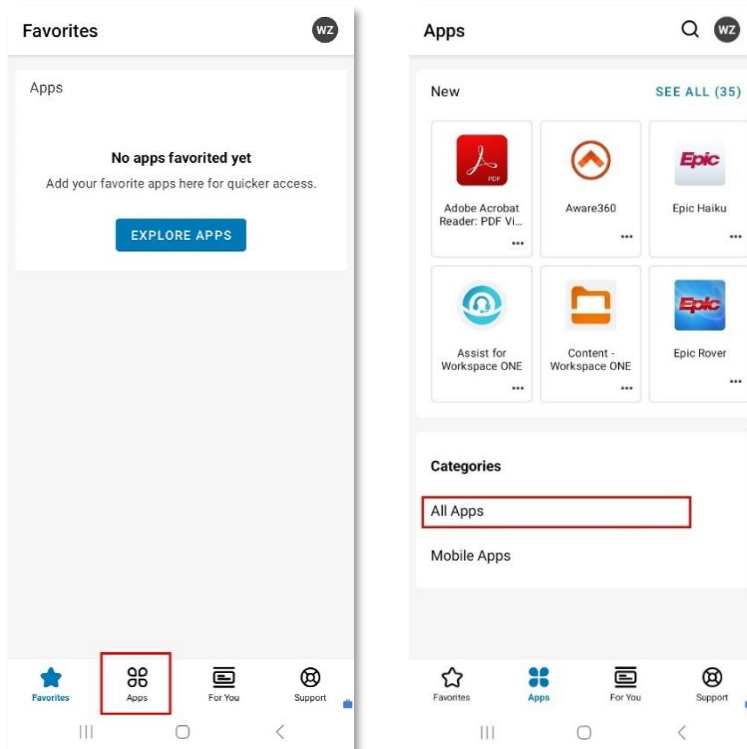 Favorites
WZ
Apps
No apps favorited yet
Add your favorite apps here for quicker access.
EXPLORE APPS
Favorites
Apps
For You
Support
Apps
WZ
New
SEE ALL (35)
PDF
Epic
Adobe Acrobat
Reader: PDF Vi...
Aware360
Epic Haiku
Epic
Assist for
Workspace ONE
Content -
Workspace ONE
Epic Rover
Categories
All Apps
Mobile Apps
Favorites
Apps
For You
Support